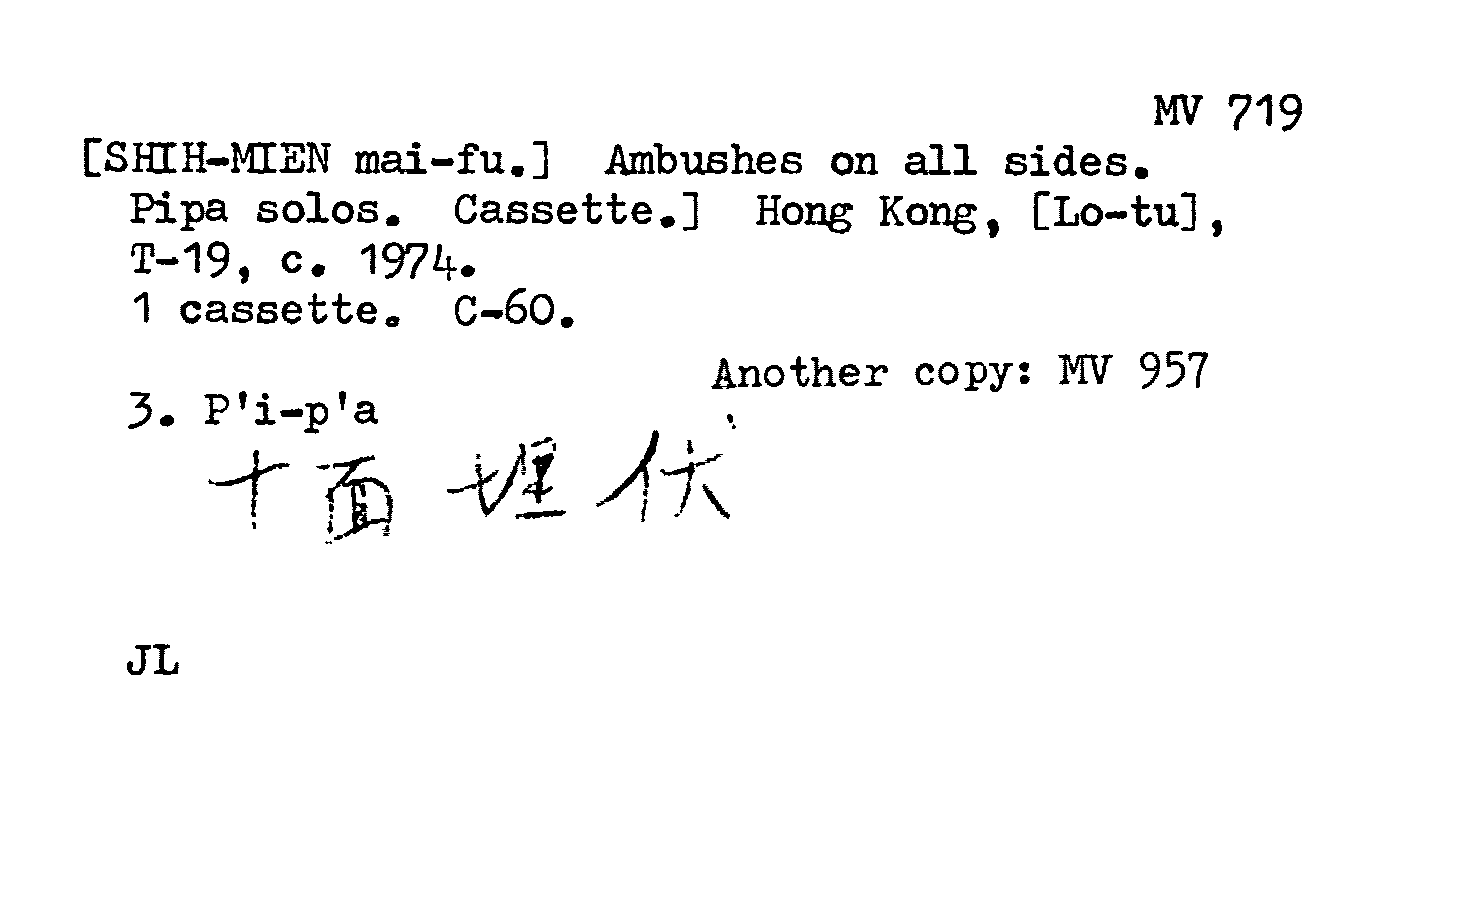 MV 719
[SHIH-MIEN mai-fu.] Ambushes on all sides.
Pipa solos. Cassette.] Hong Kong, [Lo-tu],
T-19, c. 1974.
1 cassette. C-60.
Another copy: MV 957
3. P'i-p'a
十面埋伏
JL